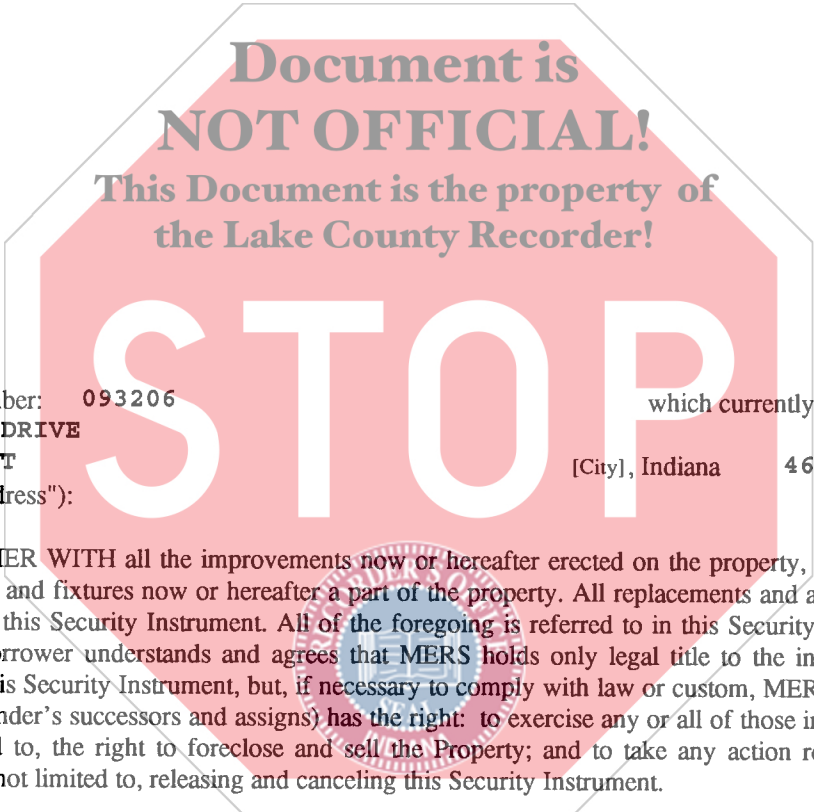 Document is
NOT OFFICIAL!
This Document is the property of
the Lake County Recorder!
STOP
ber: 093206 which currently
DRIVE
T [City], Indiana 46
dress"):
ER WITH all the improvements now or hereafter erected on the property,
and fixtures now or hereafter a part of the property. All replacements and a
this Security Instrument. All of the foregoing is referred to in this Security
rrower understands and agrees that MERS holds only legal title to the in
is Security Instrument, but, if necessary to comply with law or custom, MER
nder's successors and assigns) has the right: to exercise any or all of those in
l to, the right to foreclose and sell the Property; and to take any action re
not limited to, releasing and canceling this Security Instrument.
RECORDER'S OFFICE
SEAL
INDIANA